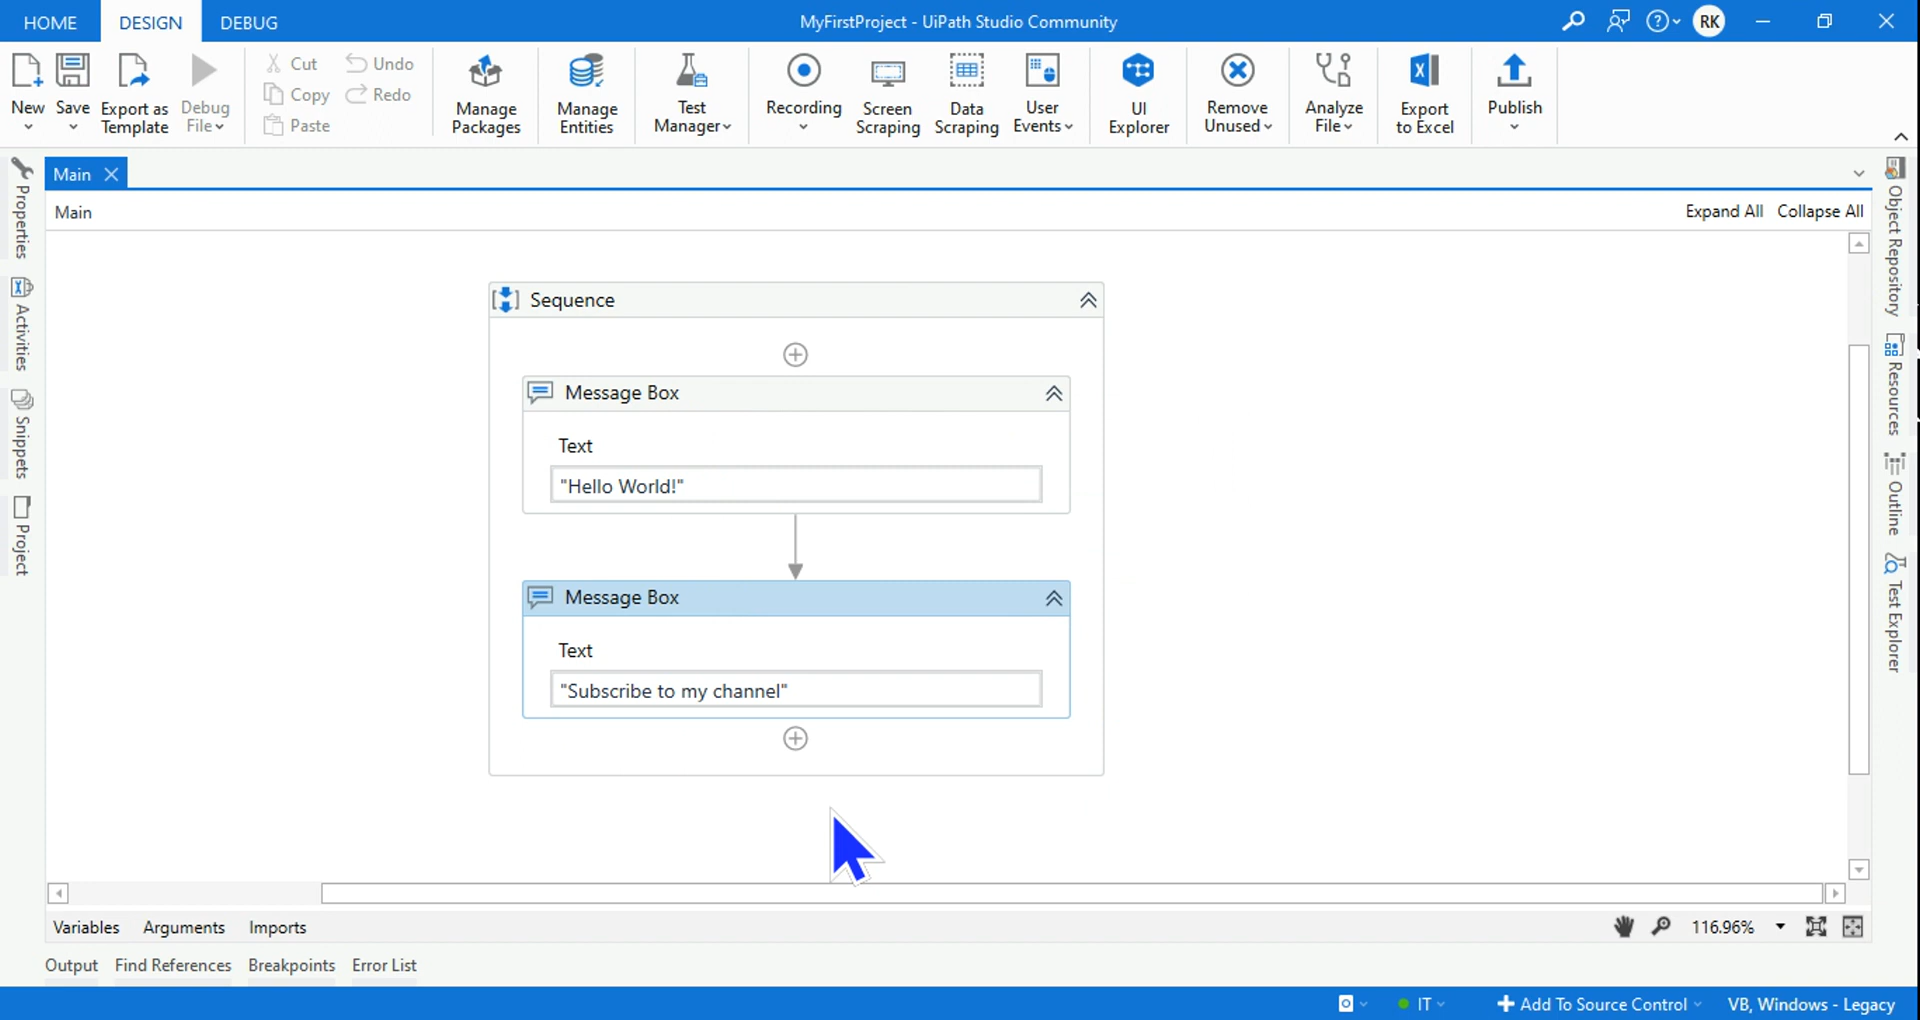 HOME DESIGN DEBUG MyFirstProject - UiPath Studio Community RK
New Save Export as Template Debug File Cut Copy Paste Undo Redo Manage Packages Manage Entities Test Manager Recording Screen Scraping Data Scraping User Events UI Explorer Remove Unused Analyze File Export to Excel Publish
Main
Main Expand All Collapse All
Properties
Activities
Snippets
Project
Sequence
Message Box
Text
"Hello World!"
Message Box
Text
"Subscribe to my channel"
Object Repository
Resources
Outline
Test Explorer
Variables Arguments Imports 116.96%
Output Find References Breakpoints Error List
IT Add To Source Control VB, Windows - Legacy